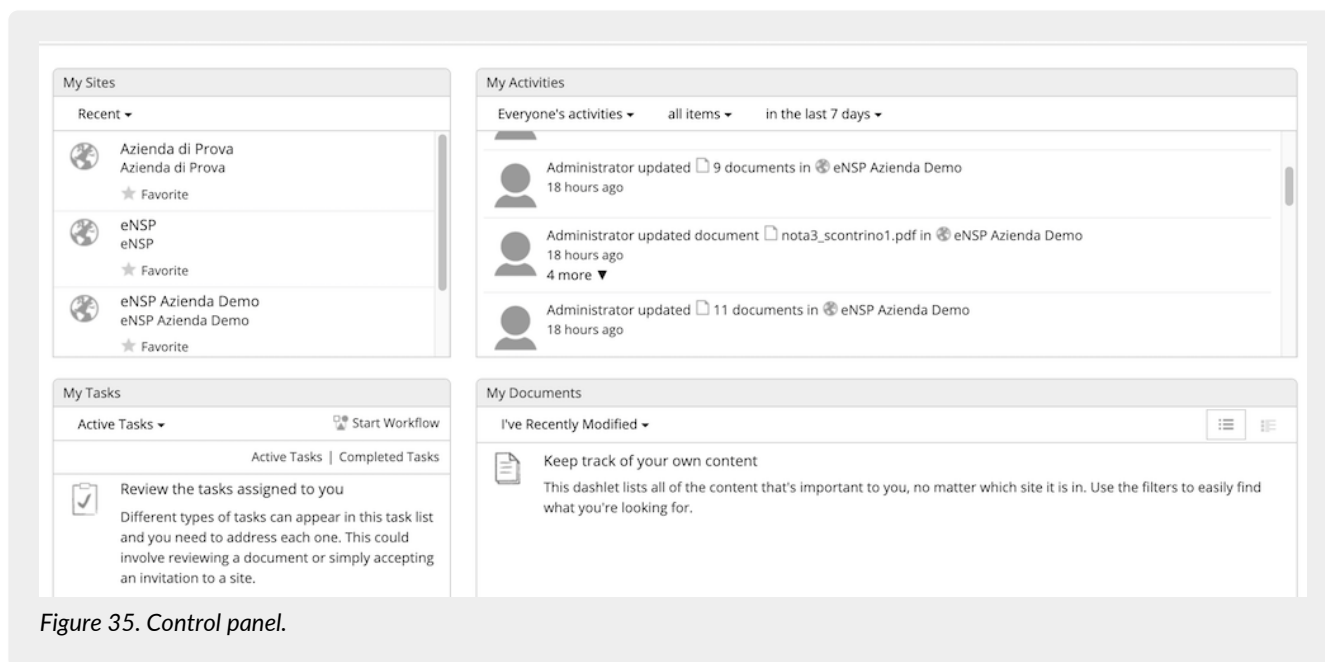 My Sites
Recent
Azienda di Prova
Azienda di Prova
Favorite
eNSP
eNSP
Favorite
eNSP Azienda Demo
eNSP Azienda Demo
Favorite
My Activities
Everyone's activities all items in the last 7 days
Administrator updated 9 documents in eNSP Azienda Demo
18 hours ago
Administrator updated document nota3_scontrino1.pdf in eNSP Azienda Demo
18 hours ago
4 more ▼
Administrator updated 11 documents in eNSP Azienda Demo
18 hours ago
My Tasks
Active Tasks Start Workflow
Active Tasks | Completed Tasks
Review the tasks assigned to you
Different types of tasks can appear in this task list
and you need to address each one. This could
involve reviewing a document or simply accepting
an invitation to a site.
My Documents
I've Recently Modified
Keep track of your own content
This dashlet lists all of the content that's important to you, no matter which site it is in. Use the filters to easily find
what you're looking for.
Figure 35. Control panel.